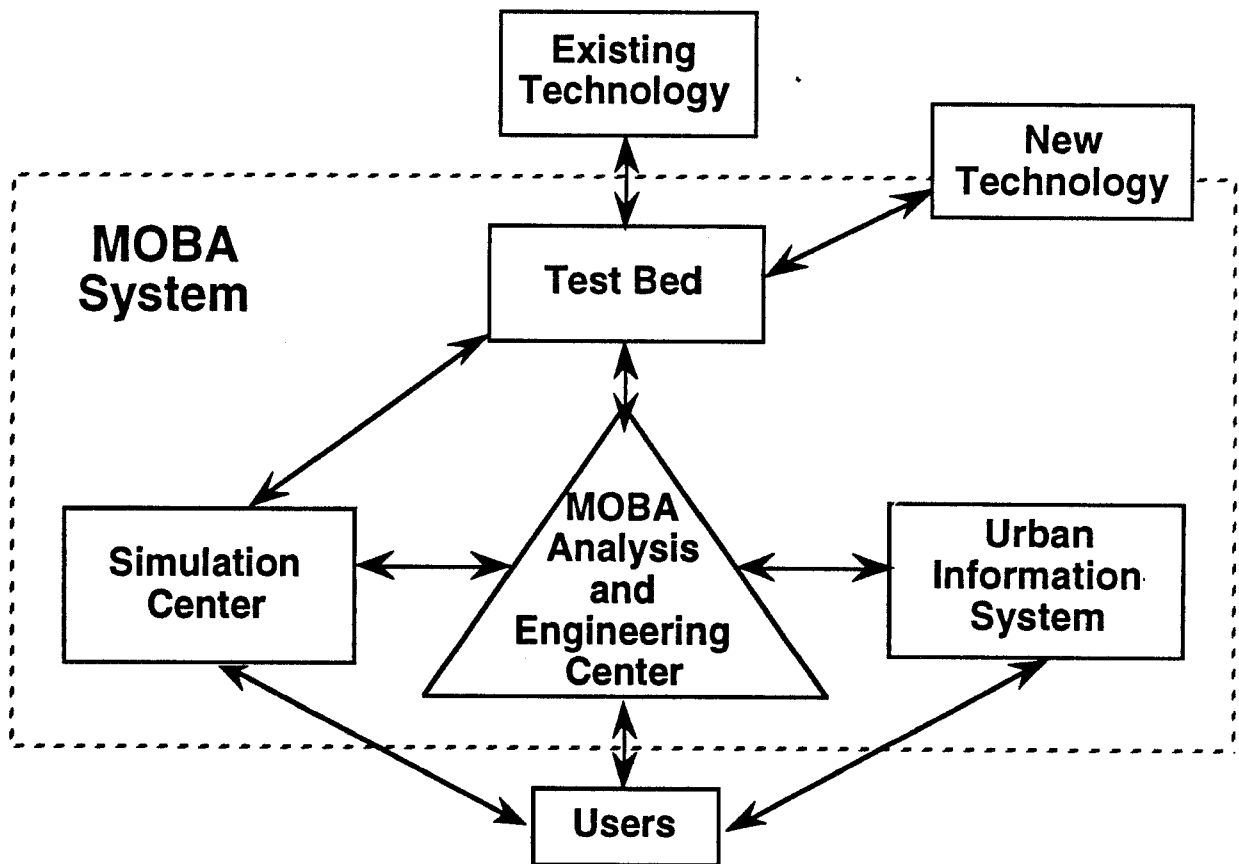 Existing
Technology
New
Technology
MOBA
System
Test Bed
Simulation
Center
MOBA
Analysis
and
Engineering
Center
Urban
Information
System
Users